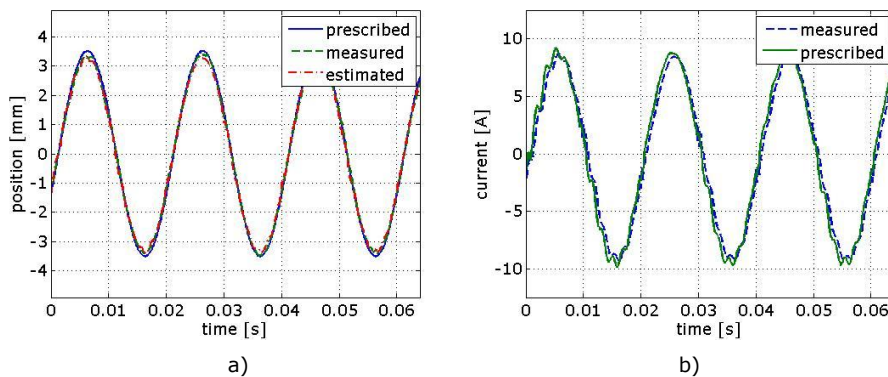 4
3
2
1
0
-1
-2
-3
-4
position [mm]
prescribed
measured
estimated
0 0.01 0.02 0.03 0.04 0.05 0.06
time [s]
a)
10
5
0
-5
-10
current [A]
measured
prescribed
0 0.01 0.02 0.03 0.04 0.05 0.06
time [s]
b)